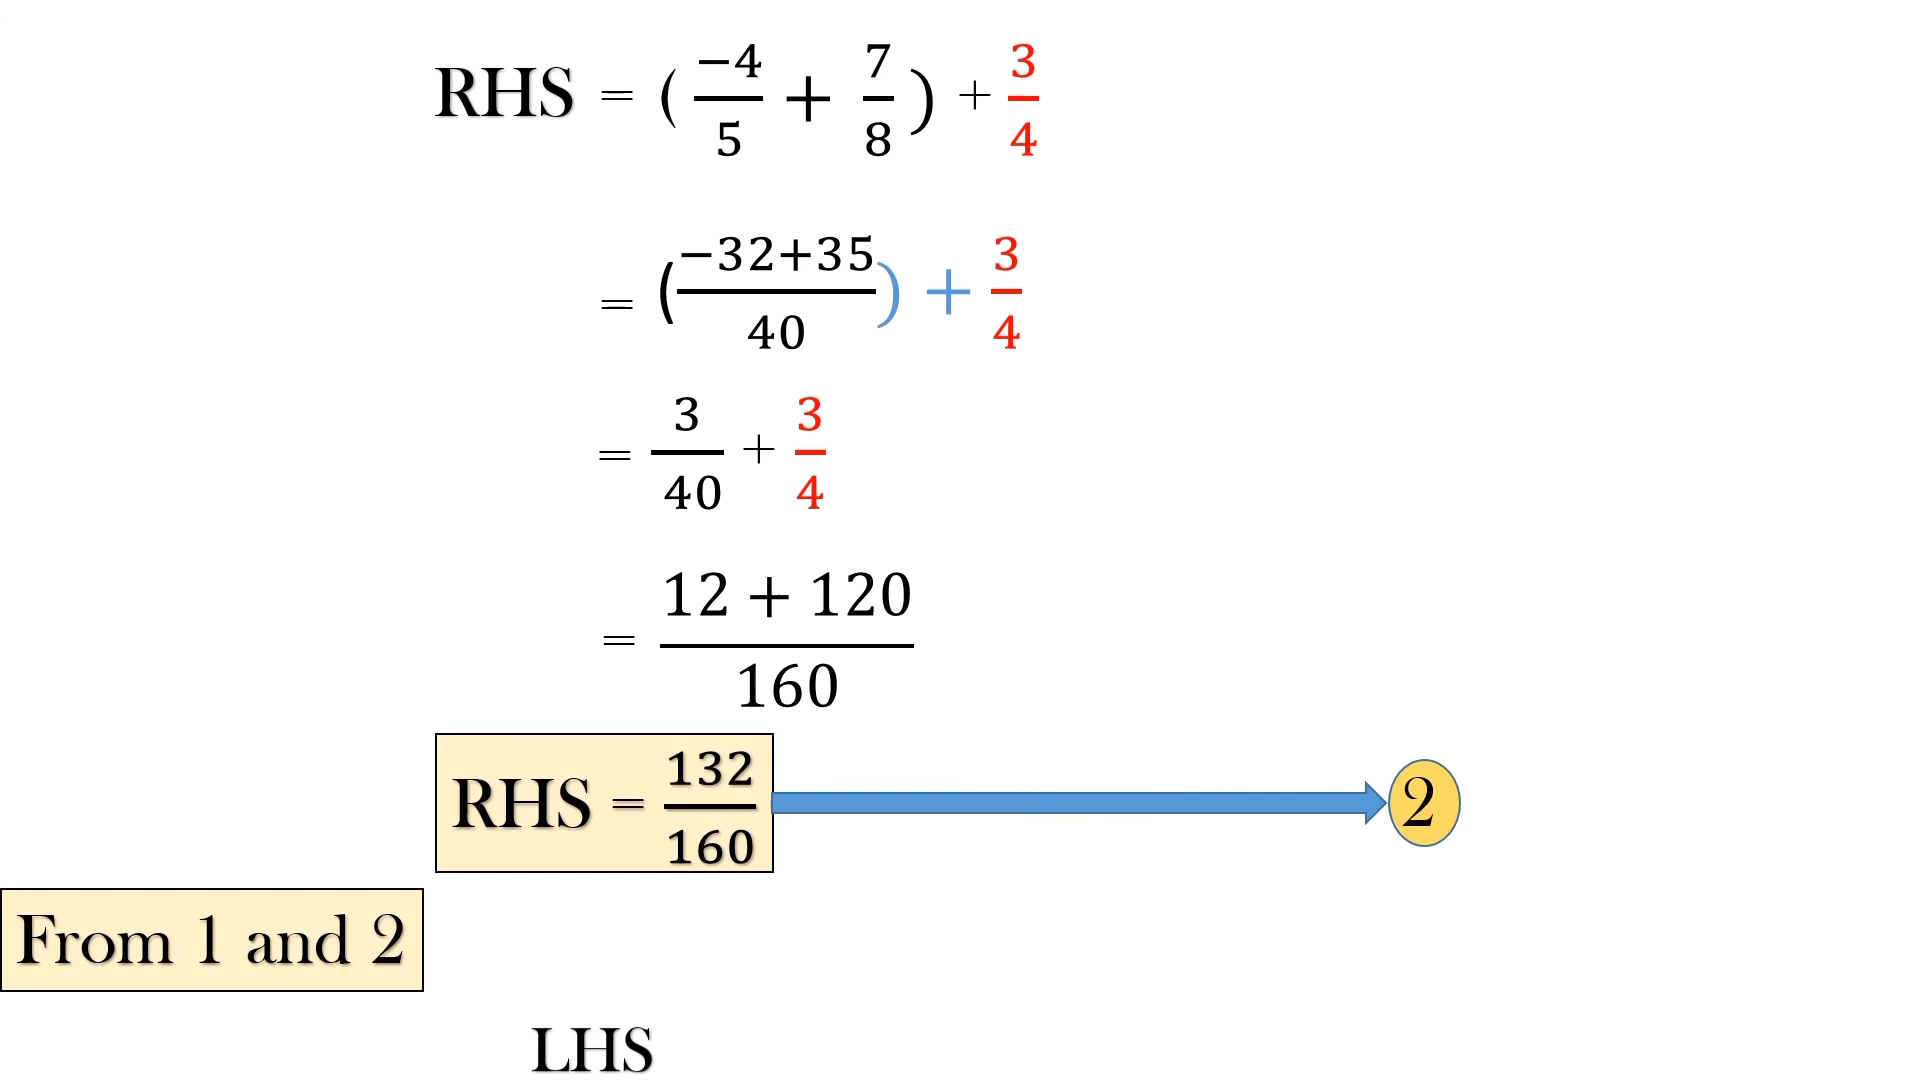 RHS = ( −4/5 + 7/8 ) + 3/4
= (−32+35/40) + 3/4
= 3/40 + 3/4
= 12 + 120/160
RHS = 132/160 2
From 1 and 2
LHS